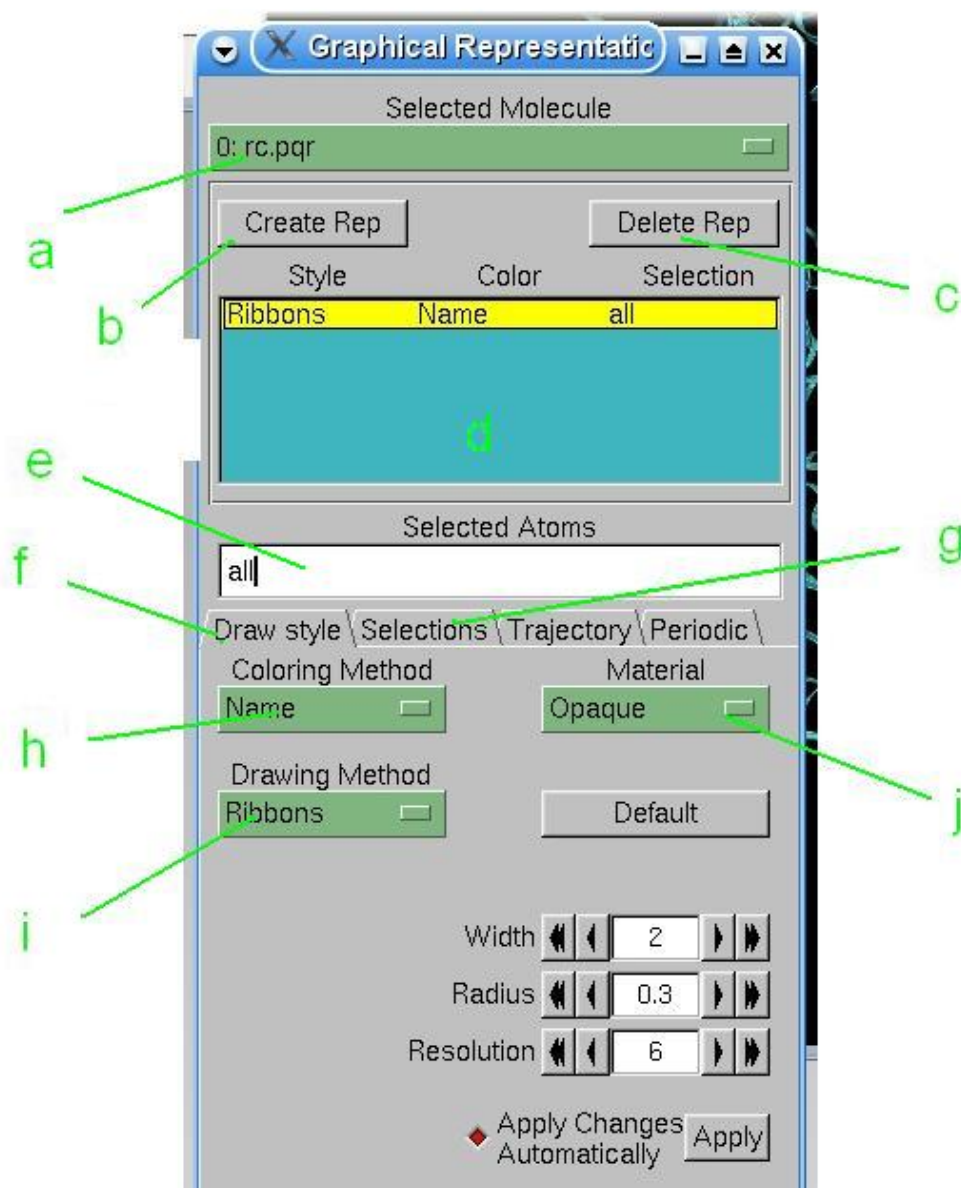 Graphical Representatic
Selected Molecule
0: rc.pqr
a
Create Rep
Delete Rep
b
c
Style Color Selection
Ribbons Name all
d
e
Selected Atoms
all
f
g
Draw style Selections Trajectory Periodic
Coloring Method Material
Name Opaque
h
j
Drawing Method
Ribbons Default
i
Width 2
Radius 0.3
Resolution 6
Apply Changes
Automatically
Apply